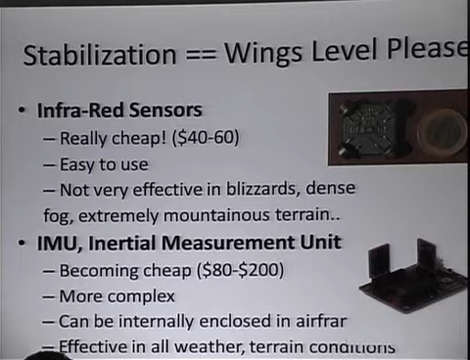 Stabilization == Wings Level Please
• Infra-Red Sensors
– Really cheap! ($40-60)
– Easy to use
– Not very effective in blizzards, dense
fog, extremely mountainous terrain..
• IMU, Inertial Measurement Unit
– Becoming cheap ($80-$200)
– More complex
– Can be internally enclosed in airfrar
– Effective in all weather, terrain conditions